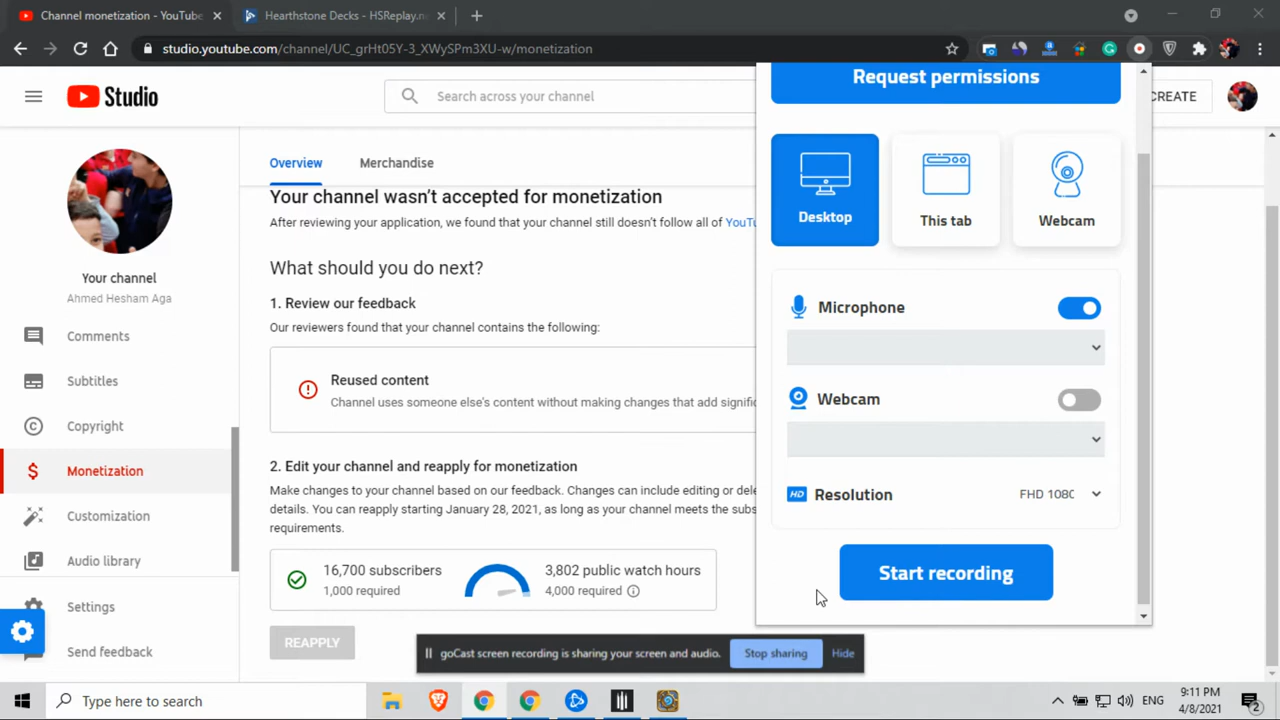 Channel monetization - YouTube
Hearthstone Decks - HSReplay.n
studio.youtube.com/channel/UC_grHt05Y-3_XWySPm3XU-w/monetization
Studio
Search across your channel
CREATE
Request permissions
Desktop
This tab
Webcam
Microphone
Webcam
HD Resolution
FHD 1080
Start recording
Your channel
Ahmed Hesham Aga
Comments
Subtitles
Copyright
Monetization
Customization
Audio library
Settings
Send feedback
Overview
Merchandise
Your channel wasn't accepted for monetization
After reviewing your application, we found that your channel still doesn't follow all of YouTu
What should you do next?
1. Review our feedback
Our reviewers found that your channel contains the following:
Reused content
Channel uses someone else's content without making changes that add signific
2. Edit your channel and reapply for monetization
Make changes to your channel based on our feedback. Changes can include editing or dele
details. You can reapply starting January 28, 2021, as long as your channel meets the subs
requirements.
16,700 subscribers
1,000 required
3,802 public watch hours
4,000 required
REAPPLY
goCast screen recording is sharing your screen and audio.
Stop sharing
Hide
Type here to search
ENG
9:11 PM
4/8/2021
2